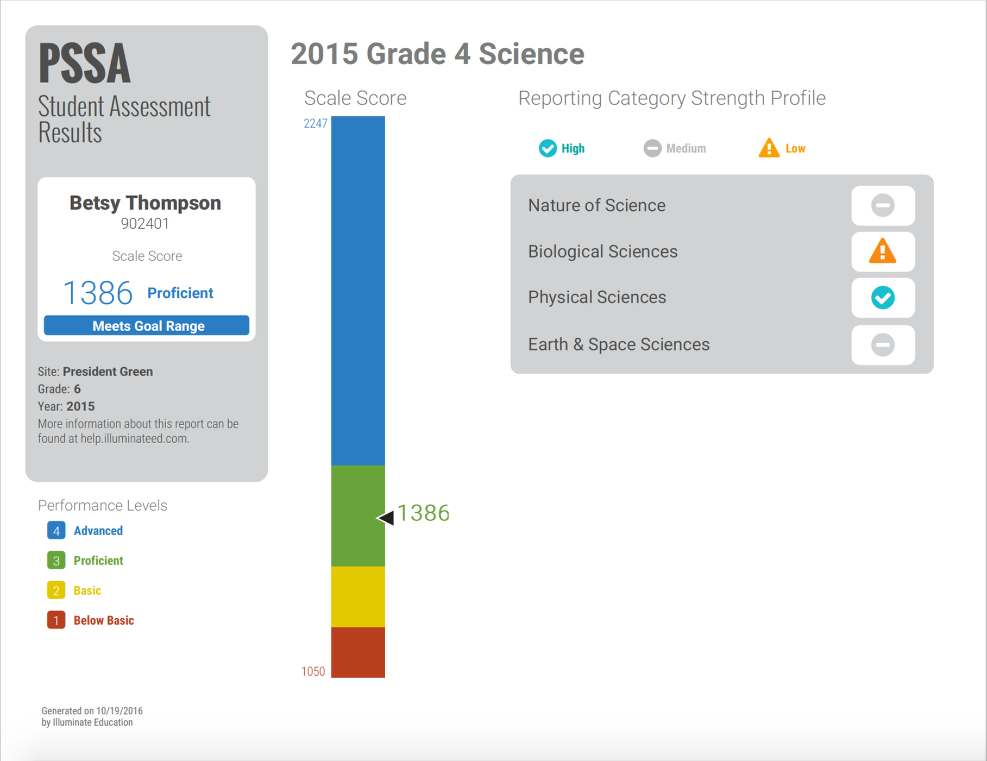 PSSA
Student Assessment
Results
Betsy Thompson
902401
Scale Score
1386 Proficient
Meets Goal Range
Site: President Green
Grade: 6
Year: 2015
More information about this report can be
found at help.illuminateed.com.
Performance Levels
4 Advanced
3 Proficient
2 Basic
1 Below Basic
Generated on 10/19/2016
by Illuminate Education
2015 Grade 4 Science
Scale Score
2247
1386
1050
Reporting Category Strength Profile
High Medium Low
Nature of Science
Biological Sciences
Physical Sciences
Earth & Space Sciences